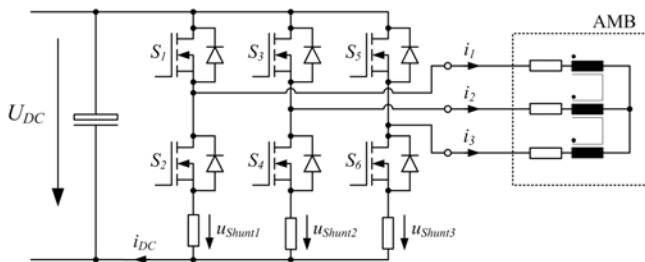 AMB
S1 S3 S5 i1
UDC i2
S2 S4 S6 i3
uShunt1 uShunt2 uShunt3
iDC